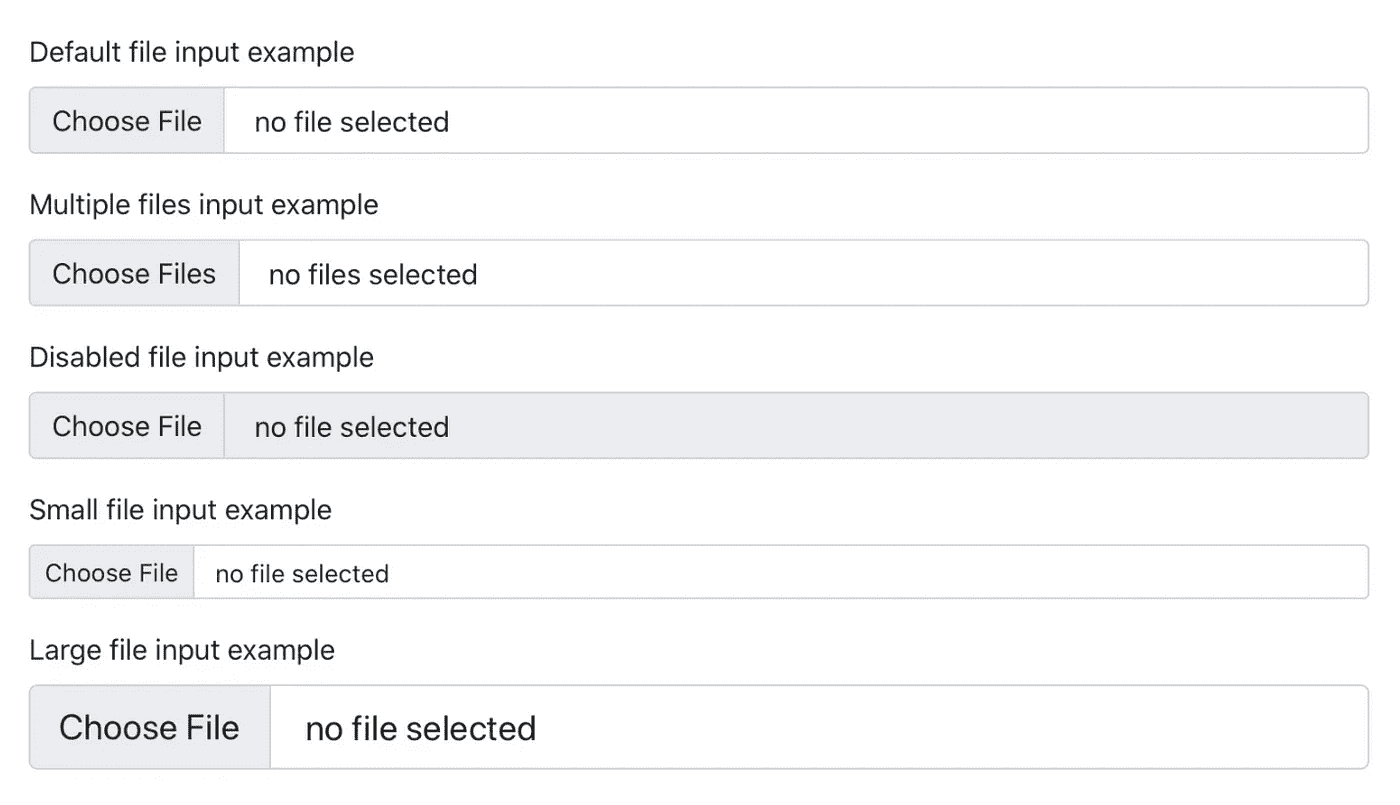 Default file input example
Choose File no file selected
Multiple files input example
Choose Files no files selected
Disabled file input example
Choose File no file selected
Small file input example
Choose File no file selected
Large file input example
Choose File no file selected